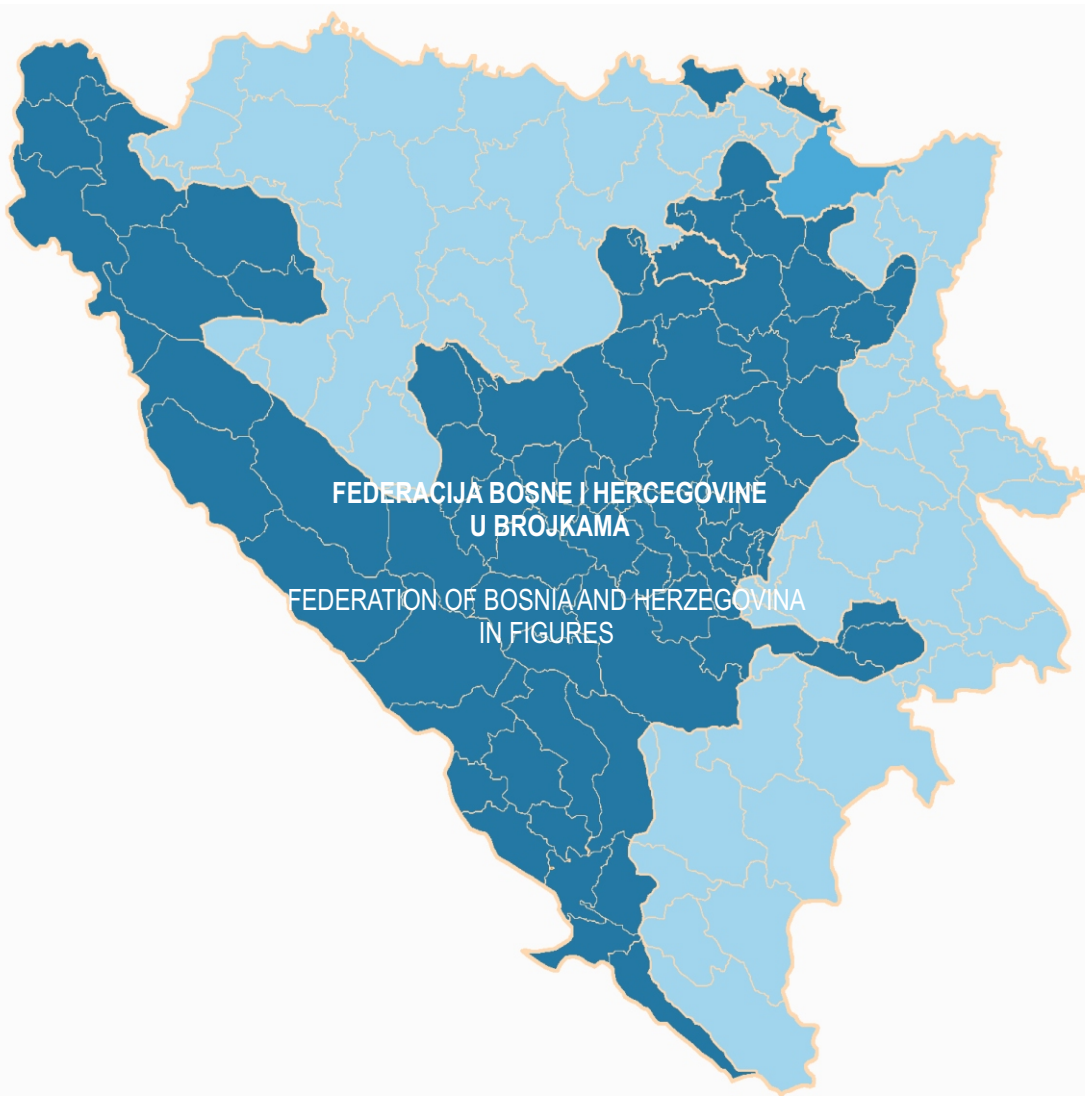 FEDERACIJA BOSNE I HERCEGOVINE
U BROJKAMA
FEDERATION OF BOSNIA AND HERZEGOVINA
IN FIGURES